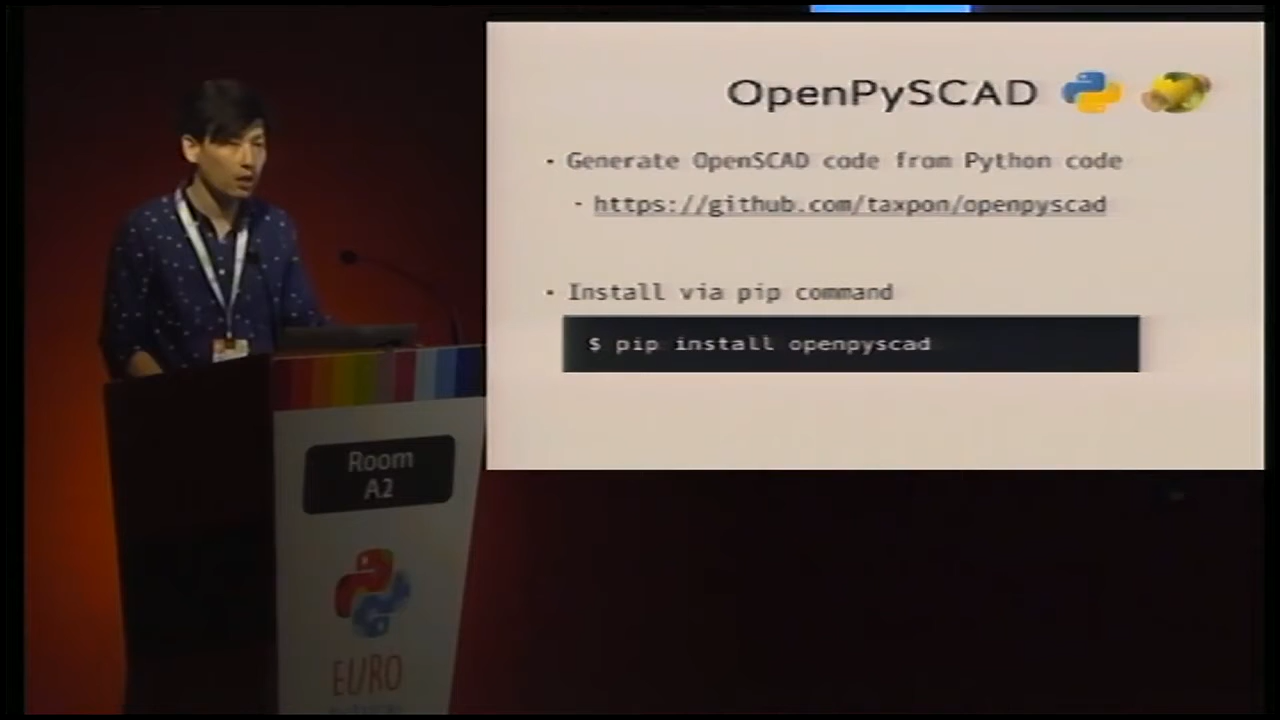 OpenPySCAD
· Generate OpenSCAD code from Python code
- https://github.com/taxpon/openpyscad
· Install via pip command
$ pip install openpyscad
Room
A2
EURO